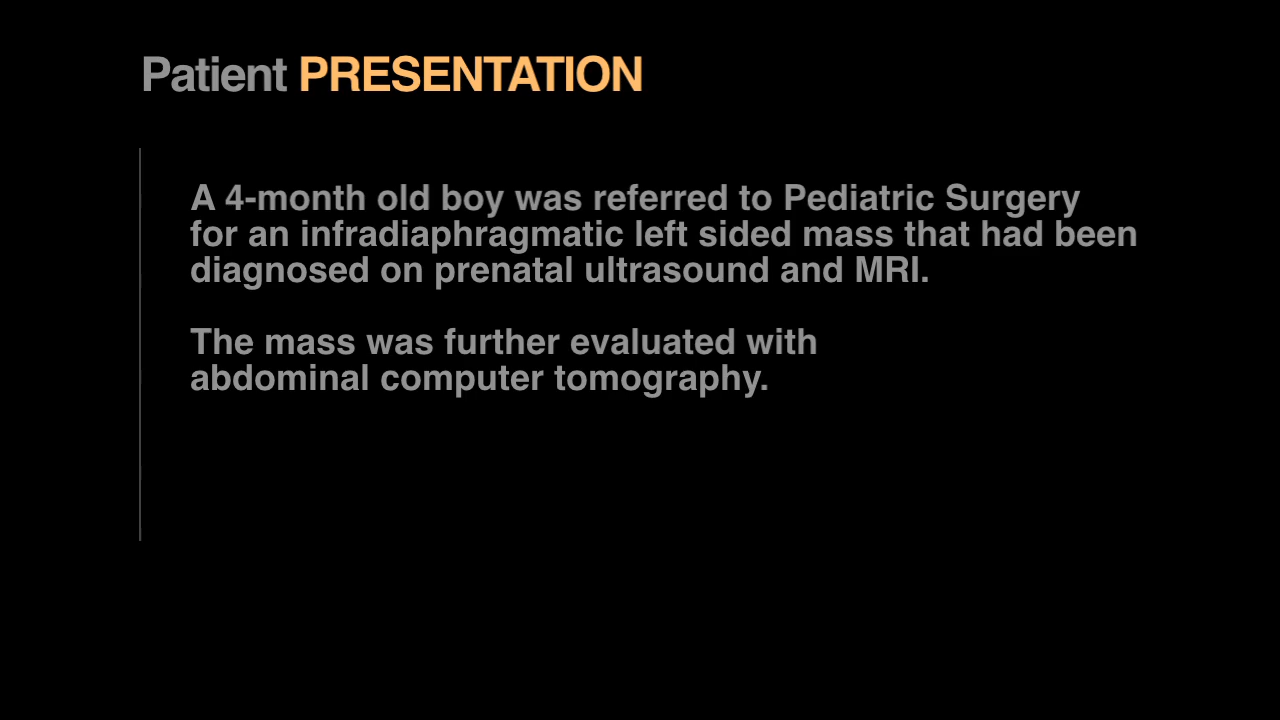 Patient PRESENTATION
A 4-month old boy was referred to Pediatric Surgery
for an infradiaphragmatic left sided mass that had been
diagnosed on prenatal ultrasound and MRI.
The mass was further evaluated with
abdominal computer tomography.